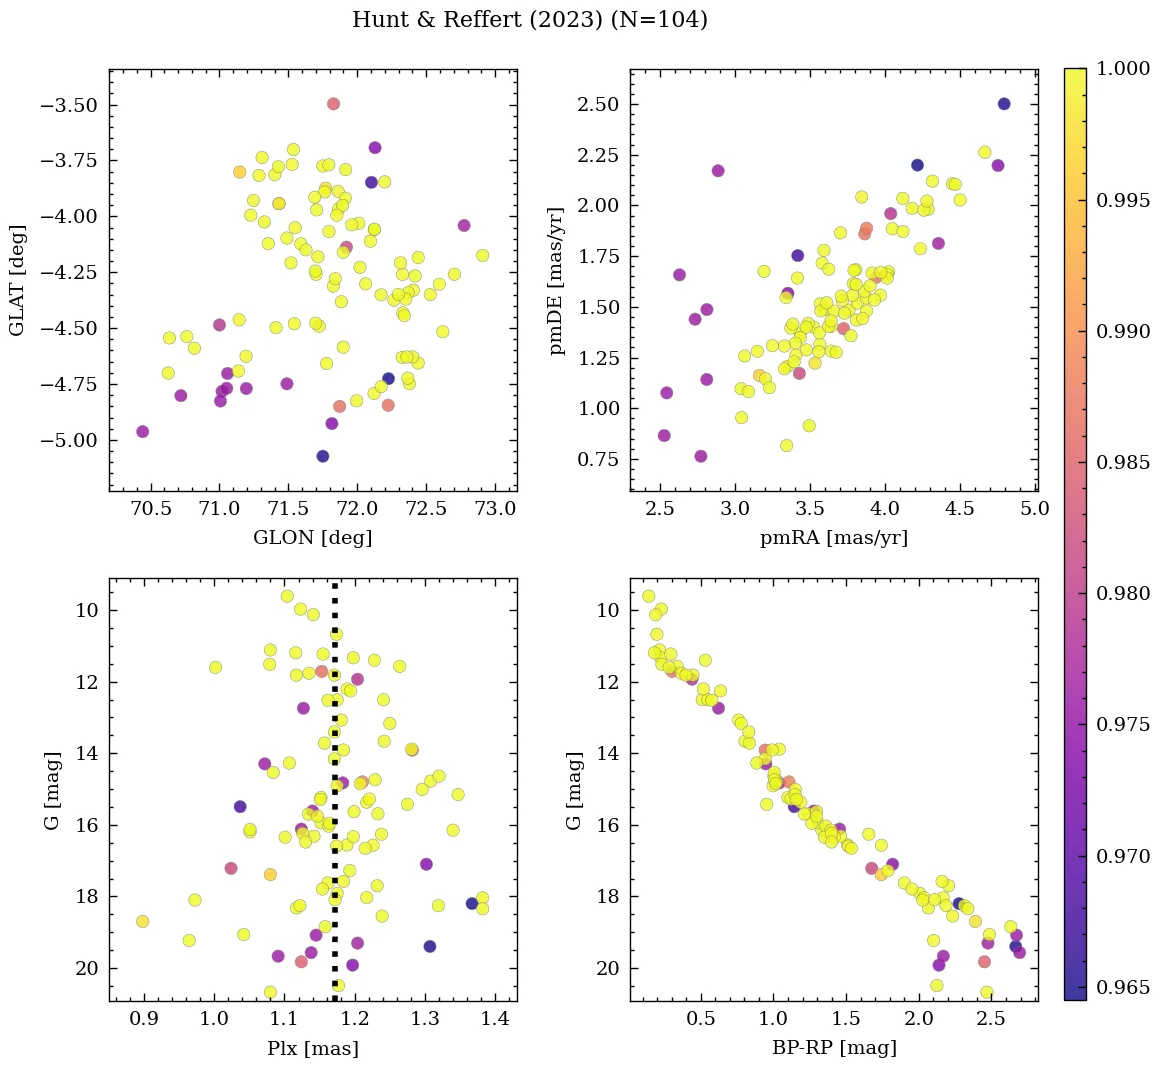 Hunt & Reffert (2023) (N=104)
−3.50
−3.75
−4.00
−4.25
−4.50
−4.75
−5.00
GLAT [deg]
70.5 71.0 71.5 72.0 72.5 73.0
GLON [deg]
2.50
2.25
2.00
1.75
1.50
1.25
1.00
0.75
pmDE [mas/yr]
2.5 3.0 3.5 4.0 4.5 5.0
pmRA [mas/yr]
1.000
0.995
0.990
0.985
0.980
0.975
0.970
0.965
10
12
14
16
18
20
G [mag]
0.9 1.0 1.1 1.2 1.3 1.4
Plx [mas]
10
12
14
16
18
20
G [mag]
0.5 1.0 1.5 2.0 2.5
BP-RP [mag]